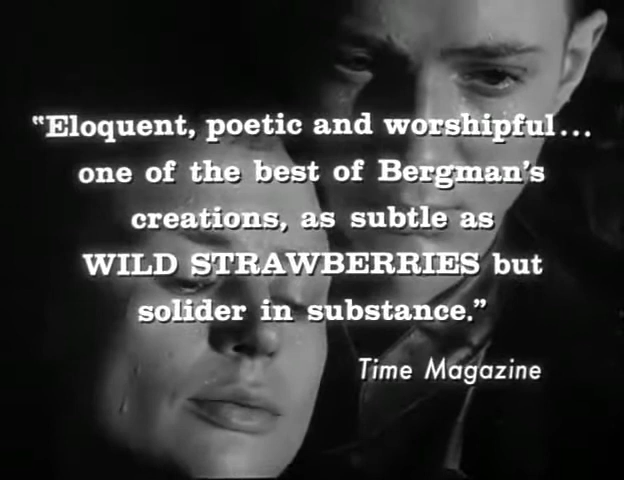 "Eloquent, poetic and worshipful...
one of the best of Bergman's
creations, as subtle as
WILD STRAWBERRIES but
solider in substance."
Time Magazine